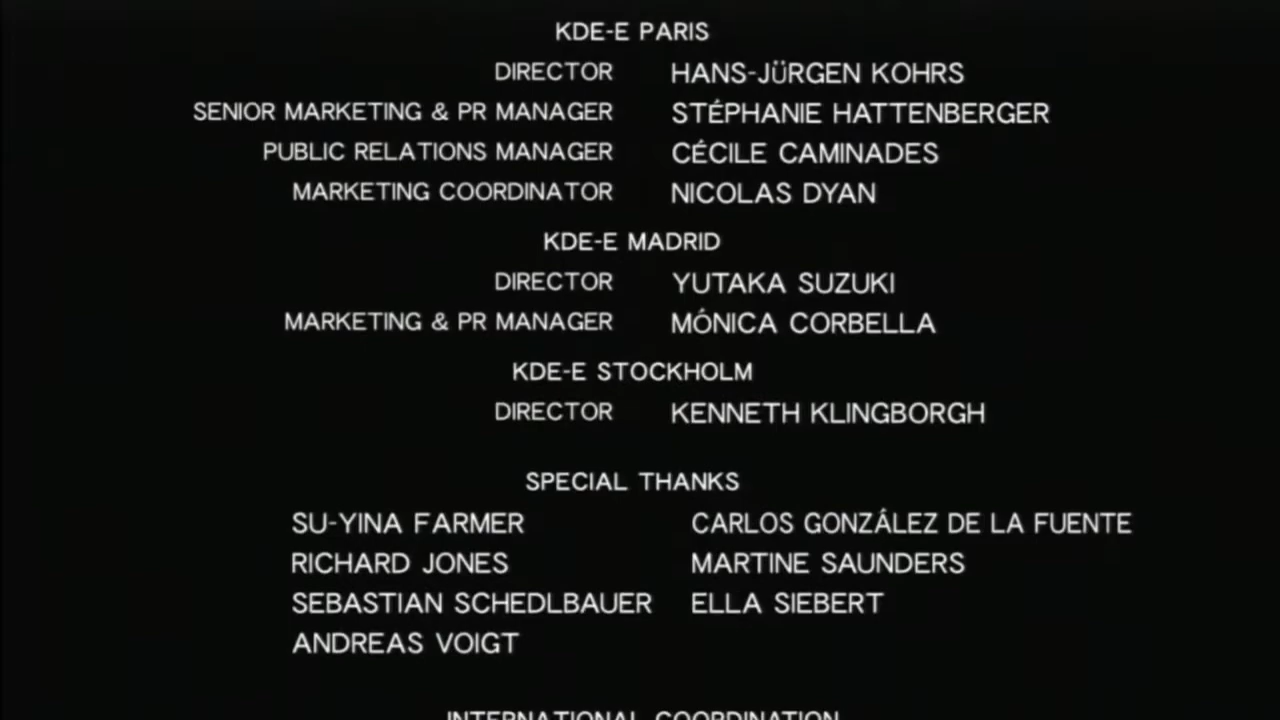 KDE-E PARIS
DIRECTOR HANS-JÜRGEN KOHRS
SENIOR MARKETING & PR MANAGER STÉPHANIE HATTENBERGER
PUBLIC RELATIONS MANAGER CÉCILE CAMINADES
MARKETING COORDINATOR NICOLAS DYAN
KDE-E MADRID
DIRECTOR YUTAKA SUZUKI
MARKETING & PR MANAGER MÓNICA CORBELLA
KDE-E STOCKHOLM
DIRECTOR KENNETH KLINGBORGH
SPECIAL THANKS
SU-YINA FARMER CARLOS GONZÁLEZ DE LA FUENTE
RICHARD JONES MARTINE SAUNDERS
SEBASTIAN SCHEDLBAUER ELLA SIEBERT
ANDREAS VOIGT
INTERNATIONAL COORDINATION